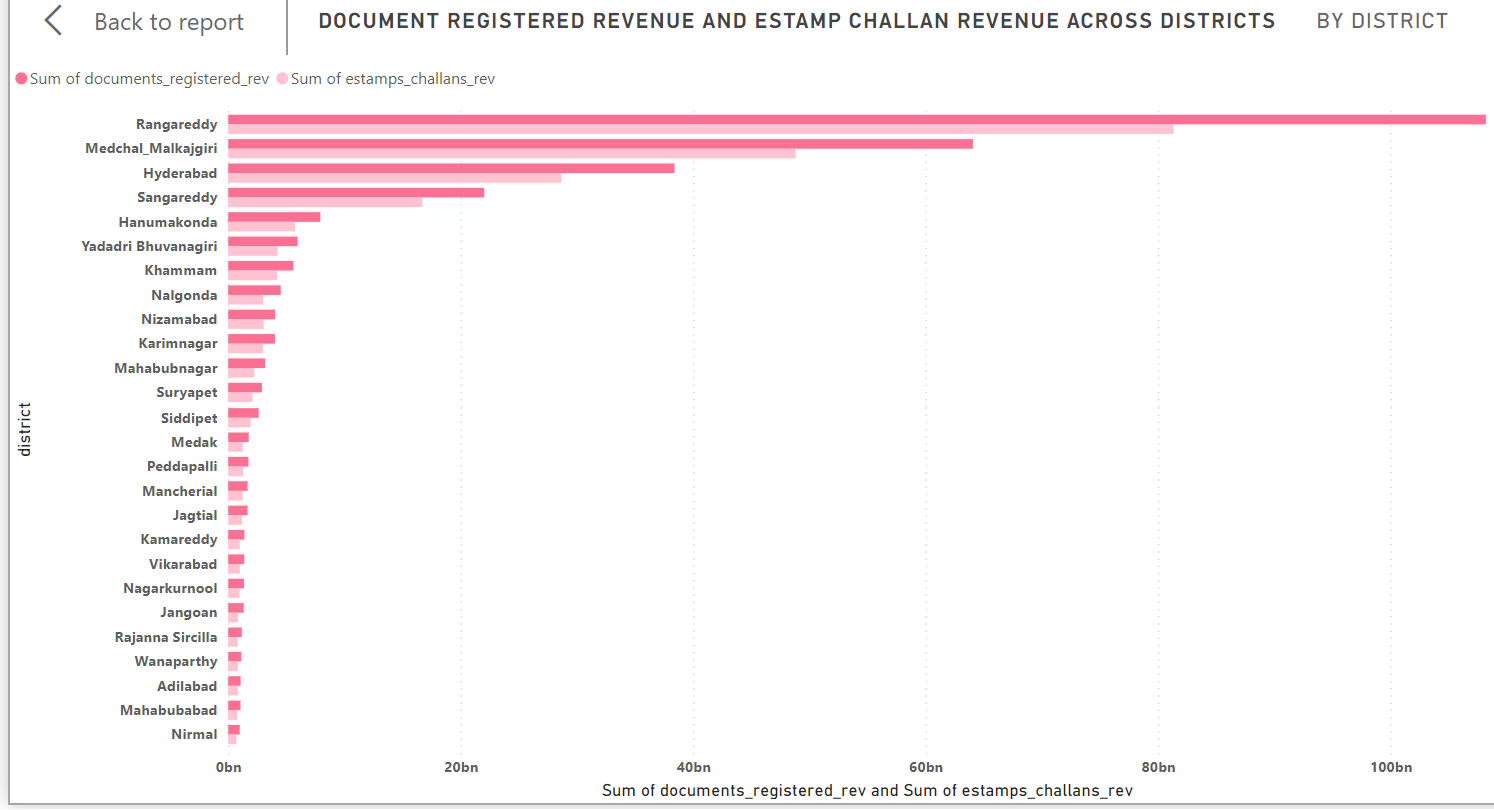 Back to report
DOCUMENT REGISTERED REVENUE AND ESTAMP CHALLAN REVENUE ACROSS DISTRICTS BY DISTRICT
Sum of documents_registered_rev Sum of estamps_challans_rev
district
Rangareddy
Medchal_Malkajgiri
Hyderabad
Sangareddy
Hanumakonda
Yadadri Bhuvanagiri
Khammam
Nalgonda
Nizamabad
Karimnagar
Mahabubnagar
Suryapet
Siddipet
Medak
Peddapalli
Mancherial
Jagtial
Kamareddy
Vikarabad
Nagarkurnool
Jangoan
Rajanna Sircilla
Wanaparthy
Adilabad
Mahabubabad
Nirmal
0bn 20bn 40bn 60bn 80bn 100bn
Sum of documents_registered_rev and Sum of estamps_challans_rev